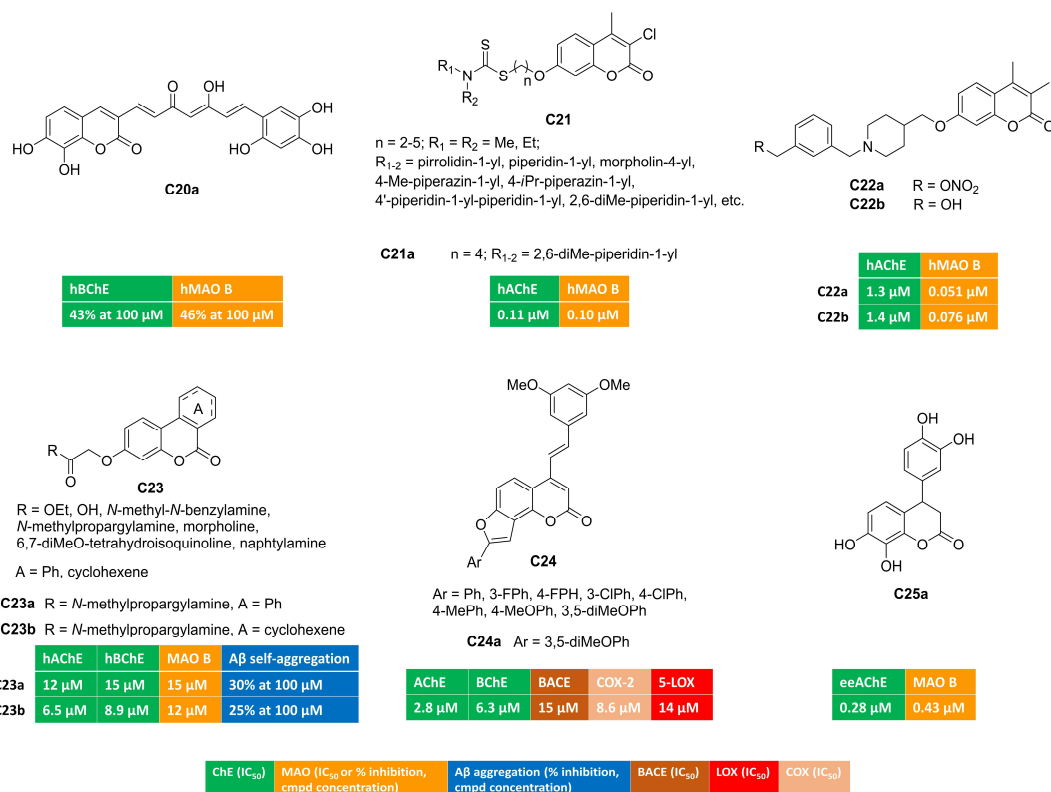 O
OH
OH
HO
O
O
HO
OH
OH
C20a
hBChE
hMAO B
43% at 100 µM
46% at 100 µM
S
R1
N
S
n
O
O
O
Cl
R2
C21
n = 2-5; R1 = R2 = Me, Et;
R1-2 = pirrolidin-1-yl, piperidin-1-yl, morpholin-4-yl,
4-Me-piperazin-1-yl, 4-iPr-piperazin-1-yl,
4'-piperidin-1-yl-piperidin-1-yl, 2,6-diMe-piperidin-1-yl, etc.
C21a n = 4; R1-2 = 2,6-diMe-piperidin-1-yl
hAChE
hMAO B
0.11 µM
0.10 µM
R
N
O
O
O
C22a R = ONO2
C22b R = OH
hAChE
hMAO B
C22a
1.3 µM
0.051 µM
C22b
1.4 µM
0.076 µM
A
R
O
O
O
O
C23
R = OEt, OH, N-methyl-N-benzylamine,
N-methylpropargylamine, morpholine,
6,7-diMeO-tetrahydroisoquinoline, naphtylamine
A = Ph, cyclohexene
C23a R = N-methylpropargylamine, A = Ph
C23b R = N-methylpropargylamine, A = cyclohexene
hAChE
hBChE
MAO B
Aβ self-aggregation
C23a
12 µM
15 µM
15 µM
30% at 100 µM
C23b
6.5 µM
8.9 µM
12 µM
25% at 100 µM
MeO
OMe
O
O
O
Ar
C24
Ar = Ph, 3-FPh, 4-FPH, 3-ClPh, 4-ClPh,
4-MePh, 4-MeOPh, 3,5-diMeOPh
C24a Ar = 3,5-diMeOPh
AChE
BChE
BACE
COX-2
5-LOX
2.8 µM
6.3 µM
15 µM
8.6 µM
14 µM
OH
OH
HO
O
O
OH
C25a
eeAChE
MAO B
0.28 µM
0.43 µM
ChE (IC50)
MAO (IC50 or % inhibition,
cmpd concentration)
Aβ aggregation (% inhibition,
cmpd concentration)
BACE (IC50)
LOX (IC50)
COX (IC50)